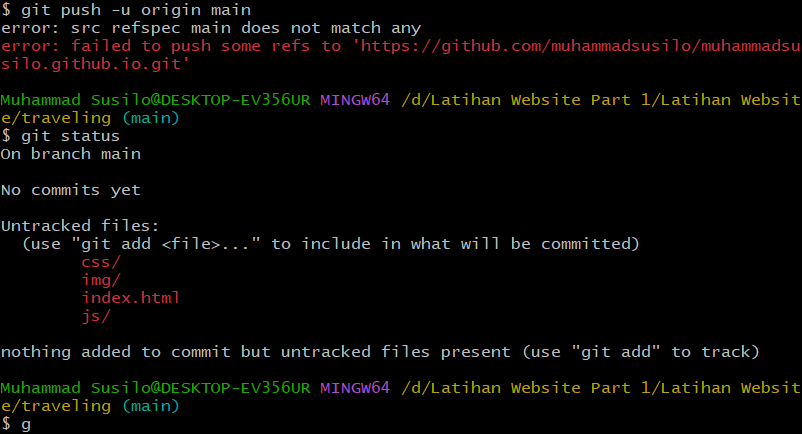 $ git push -u origin main
error: src refspec main does not match any
error: failed to push some refs to 'https://github.com/muhammadsusilo/muhammadsu
silo.github.io.git'
Muhammad Susilo@DESKTOP-EV356UR MINGW64 /d/Latihan Website Part 1/Latihan Websit
e/traveling (main)
$ git status
On branch main
No commits yet
Untracked files:
  (use "git add <file>..." to include in what will be committed)
        css/
        img/
        index.html
        js/
nothing added to commit but untracked files present (use "git add" to track)
Muhammad Susilo@DESKTOP-EV356UR MINGW64 /d/Latihan Website Part 1/Latihan Websit
e/traveling (main)
$ g